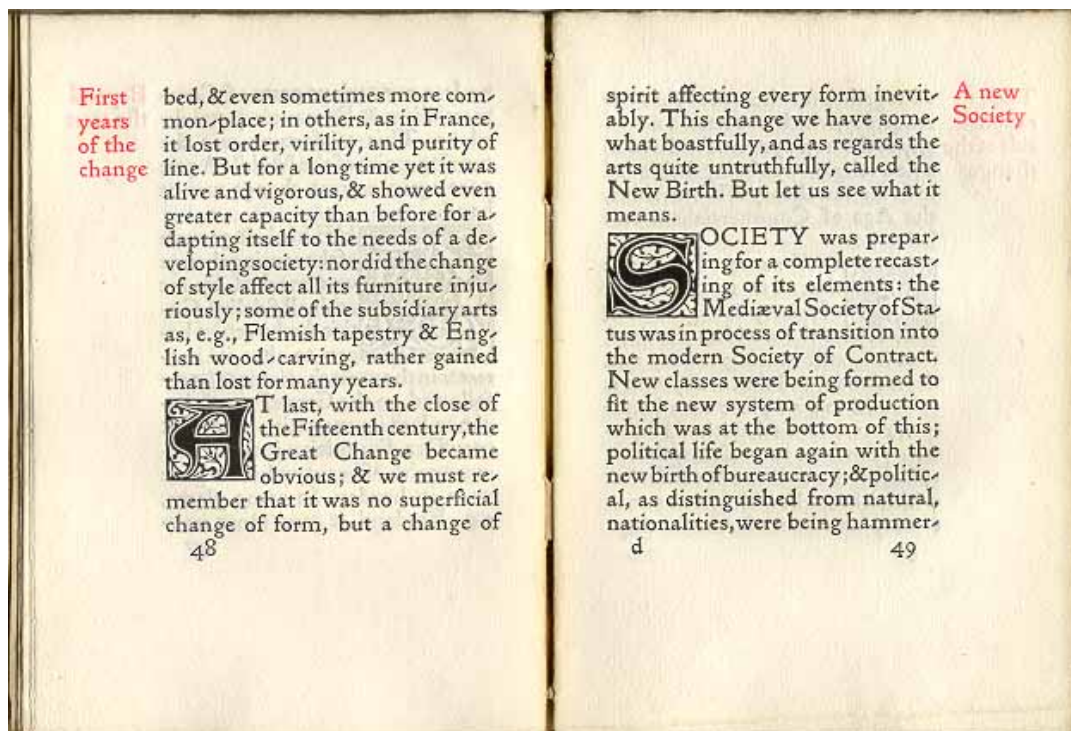 First
years
of the
change
bed, & even sometimes more com-
mon-place; in others, as in France,
it lost order, virility, and purity of
line. But for a long time yet it was
alive and vigorous, & showed even
greater capacity than before for a-
dapting itself to the needs of a de-
veloping society: nor did the change
of style affect all its furniture inju-
riously; some of the subsidiary arts
as, e.g., Flemish tapestry & Eng-
lish wood-carving, rather gained
than lost for many years.
AT last, with the close of
the Fifteenth century, the
Great Change became
obvious; & we must re-
member that it was no superficial
change of form, but a change of
48
spirit affecting every form inevit-
ably. This change we have some-
what boastfully, and as regards the
arts quite untruthfully, called the
New Birth. But let us see what it
means.
SOCIETY was prepar-
ing for a complete recast-
ing of its elements: the
Mediæval Society of Sta-
tus was in process of transition into
the modern Society of Contract.
New classes were being formed to
fit the new system of production
which was at the bottom of this;
political life began again with the
new birth of bureaucracy; & politic-
al, as distinguished from natural,
nationalities, were being hammer-
d 49
A new
Society